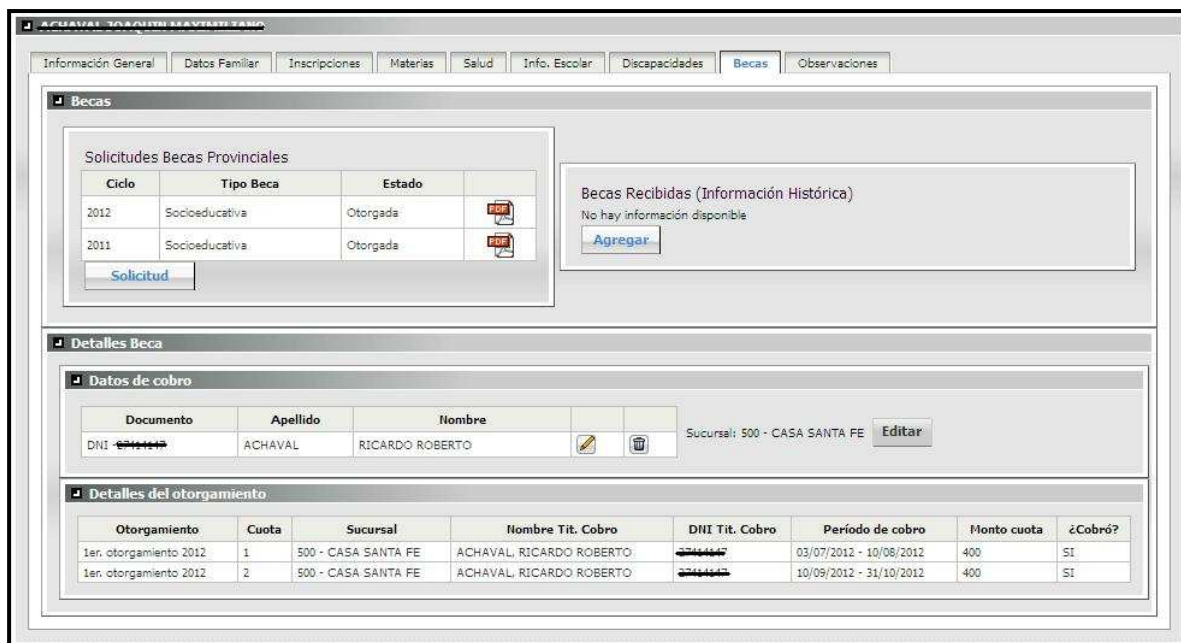 Información General Datos Familiar Inscripciones Materias Salud Info. Escolar Discapacidades Becas Observaciones
Becas
Solicitudes Becas Provinciales
Ciclo Tipo Beca Estado
2012 Socioeducativa Otorgada PDF
2011 Socioeducativa Otorgada PDF
Solicitud
Becas Recibidas (Información Histórica)
No hay información disponible
Agregar
Detalles Beca
Datos de cobro
Documento Apellido Nombre
DNI ACHAVAL RICARDO ROBERTO
Sucursal: 500 - CASA SANTA FE Editar
Detalles del otorgamiento
Otorgamiento Cuota Sucursal Nombre Tit. Cobro DNI Tit. Cobro Período de cobro Monto cuota ¿Cobró?
1er. otorgamiento 2012 1 500 - CASA SANTA FE ACHAVAL, RICARDO ROBERTO 03/07/2012 - 10/08/2012 400 SI
1er. otorgamiento 2012 2 500 - CASA SANTA FE ACHAVAL, RICARDO ROBERTO 10/09/2012 - 31/10/2012 400 SI